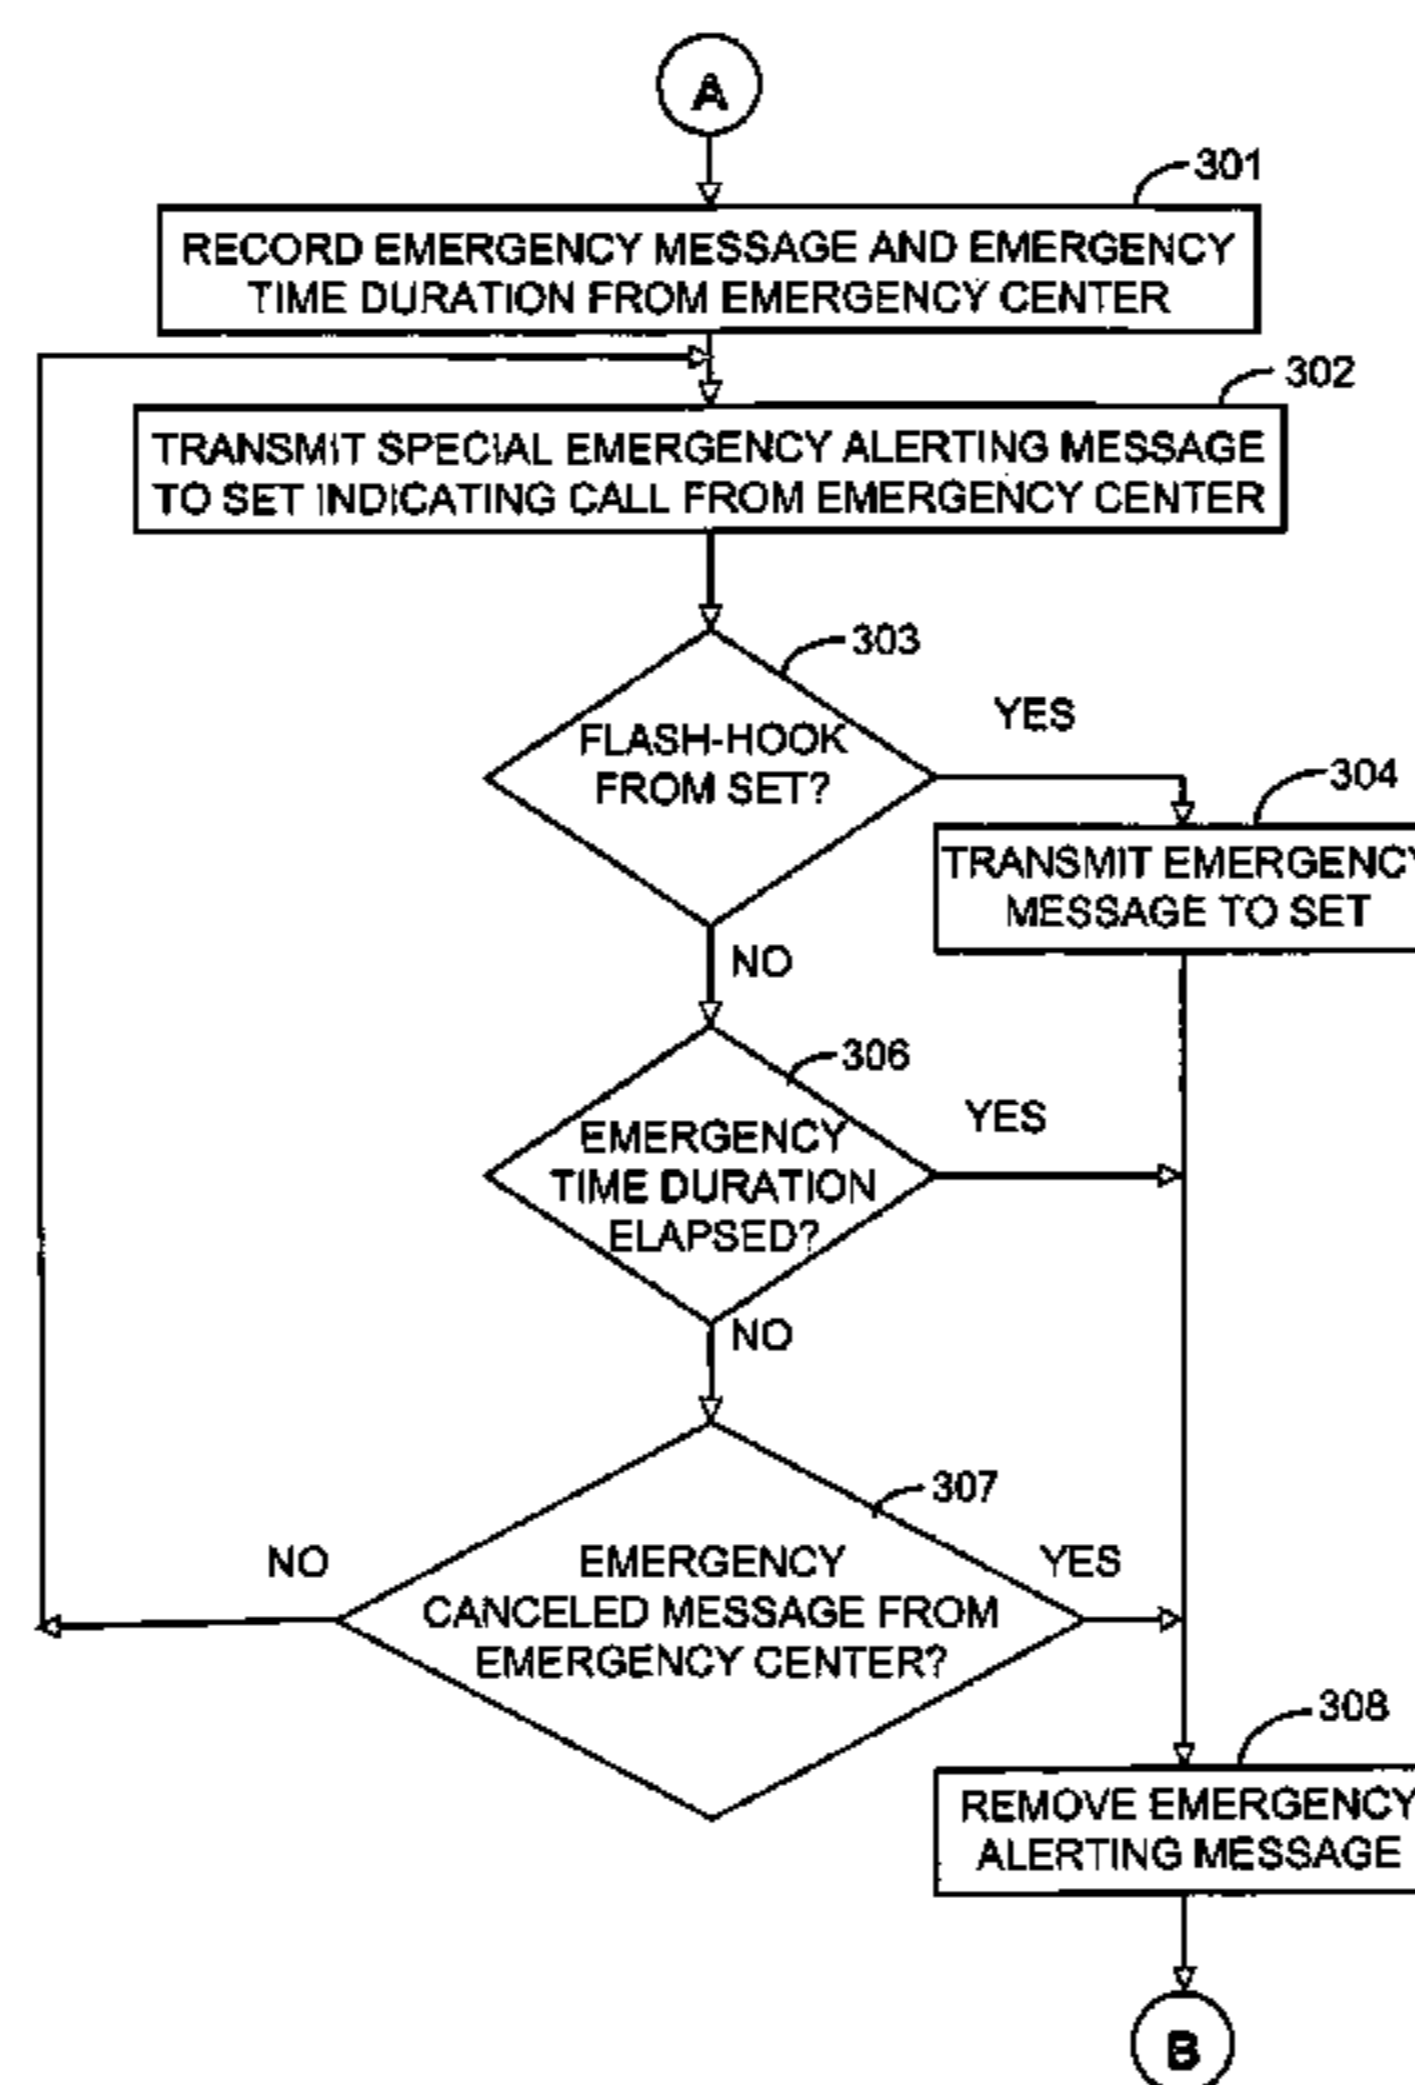 A
301
RECORD EMERGENCY MESSAGE AND EMERGENCY
TIME DURATION FROM EMERGENCY CENTER
302
TRANSMIT SPECIAL EMERGENCY ALERTING MESSAGE
TO SET INDICATING CALL FROM EMERGENCY CENTER
303
FLASH-HOOK
FROM SET?
YES
304
TRANSMIT EMERGENCY
MESSAGE TO SET
NO
306
EMERGENCY
TIME DURATION
ELAPSED?
YES
NO
307
NO
EMERGENCY
CANCELED MESSAGE FROM
EMERGENCY CENTER?
YES
308
REMOVE EMERGENCY
ALERTING MESSAGE
B